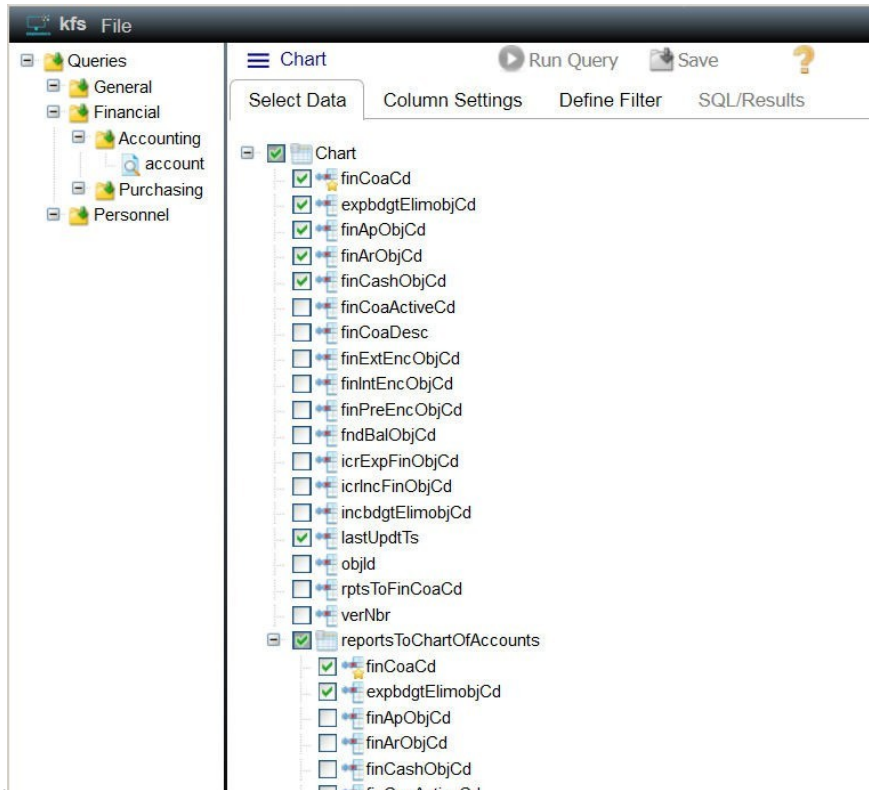 kfs File
Queries
General
Financial
Accounting
account
Purchasing
Personnel
Chart Run Query Save
Select Data Column Settings Define Filter SQL/Results
Chart
finCoaCd
expbdgtElimobjCd
finApObjCd
finArObjCd
finCashObjCd
finCoaActiveCd
finCoaDesc
finExtEncObjCd
finIntEncObjCd
finPreEncObjCd
fndBalObjCd
icrExpFinObjCd
icrIncFinObjCd
incbdgtElimobjCd
lastUpdtTs
objId
rptsToFinCoaCd
verNbr
reportsToChartOfAccounts
finCoaCd
expbdgtElimobjCd
finApObjCd
finArObjCd
finCashObjCd